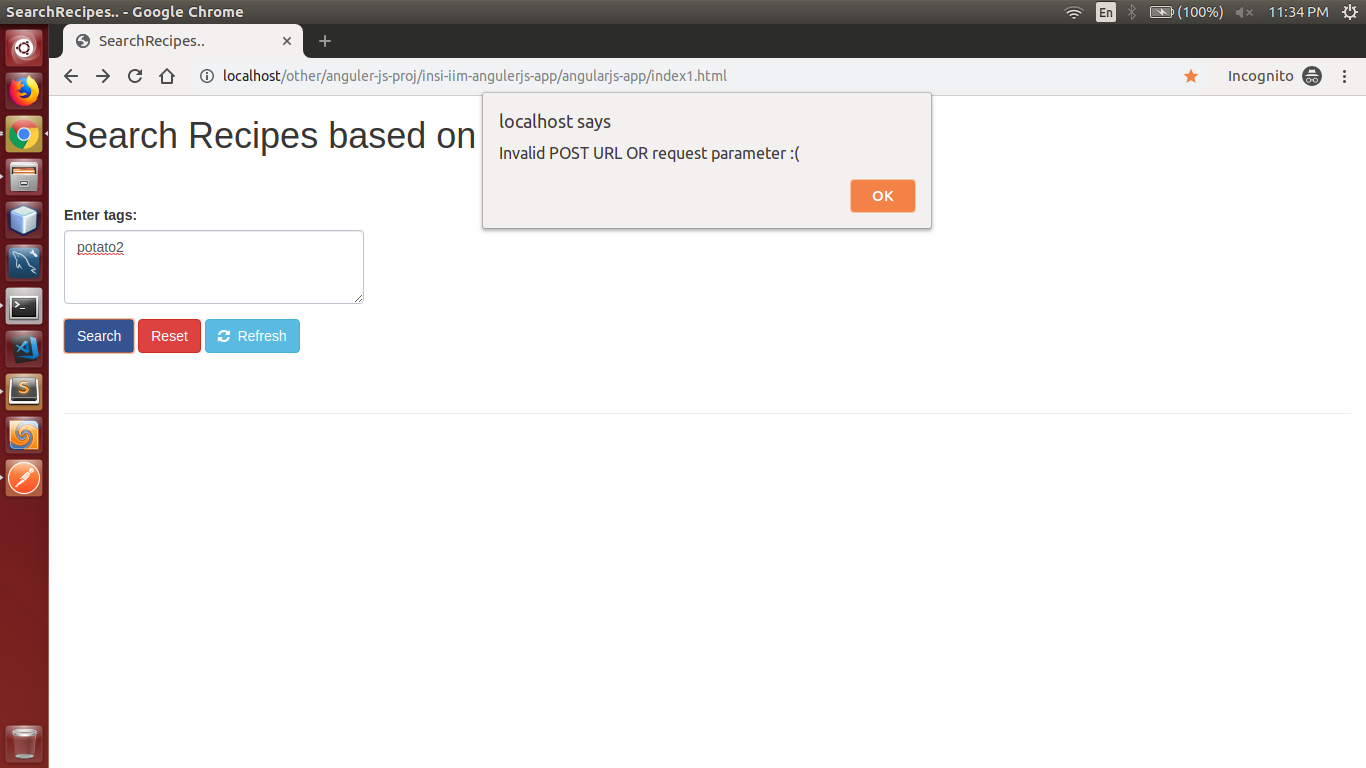 SearchRecipes.. - Google Chrome
En
(100%)
11:34 PM
SearchRecipes..
localhost/other/anguler-js-proj/insi-iim-angulerjs-app/angularjs-app/index1.html
Incognito
Search Recipes based on
localhost says
Invalid POST URL OR request parameter :(
OK
Enter tags:
potato2
Search
Reset
Refresh